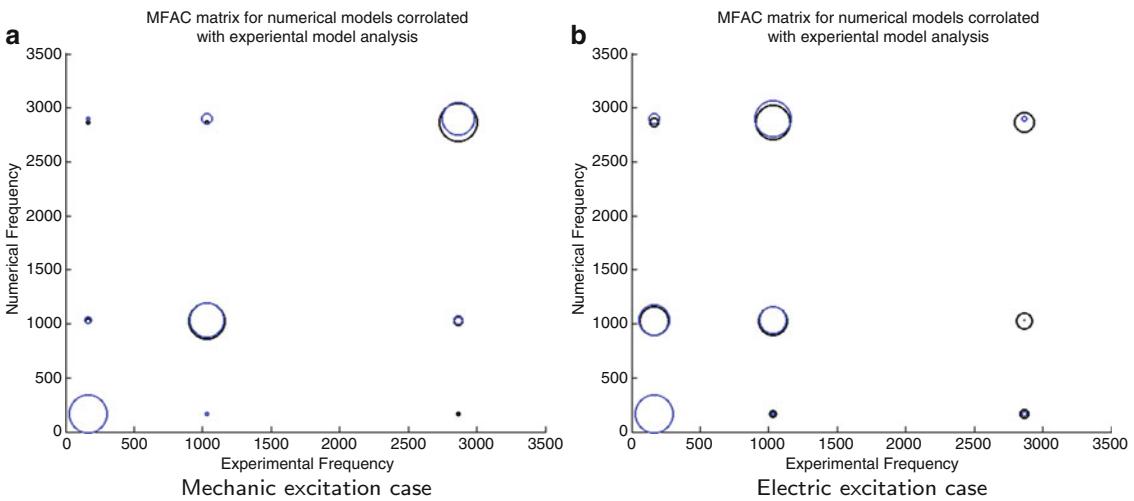 a
MFAC matrix for numerical models corrolated
with experiental model analysis
3500
3000
2500
2000
1500
1000
500
0
Numerical Frequency
0 500 1000 1500 2000 2500 3000 3500
Experimental Frequency
Mechanic excitation case
b
MFAC matrix for numerical models corrolated
with experiental model analysis
3500
3000
2500
2000
1500
1000
500
0
Numerical Frequency
0 500 1000 1500 2000 2500 3000 3500
Experimental Frequency
Electric excitation case